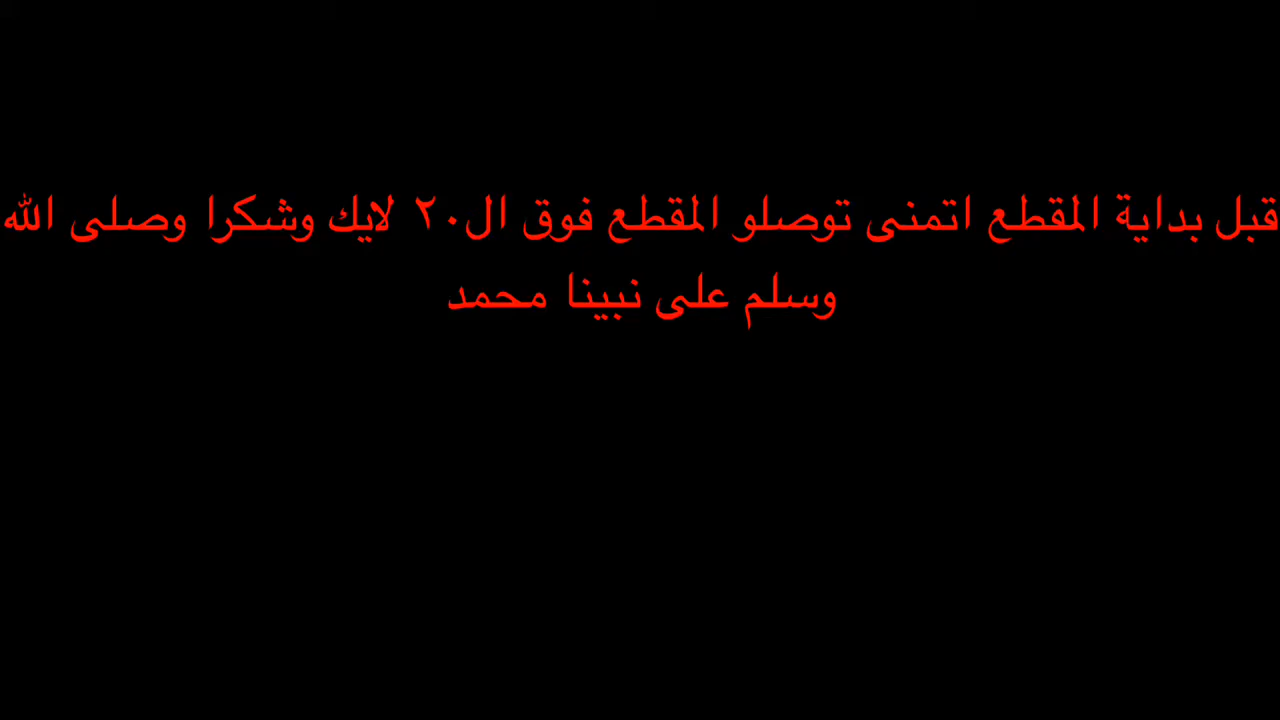 قبل بداية المقطع اتمنى توصلو المقطع فوق ال٢٠ لايك وشكرا وصلى الله
وسلم على نبينا محمد